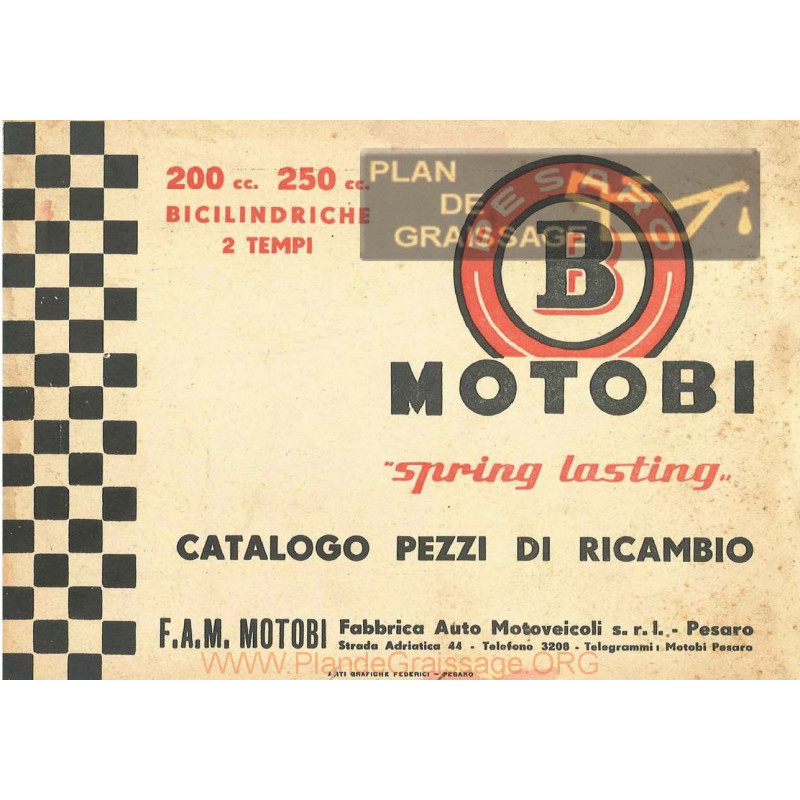 200 cc. 250 cc.
BICILINDRICHE
2 TEMPI
PLAN
DE
GRAISSAGE
PESARO
B
MOTOBI
"spring lasting"
CATALOGO PEZZI DI RICAMBIO
F.A.M. MOTOBI Fabbrica Auto Motoveicoli s. r. l. - Pesaro
Strada Adriatica 44 - Telefono 3208 - Telegrammi: Motobi Pesaro
WWW.PlandeGraissage.ORG
ARTI GRAFICHE FEDERICI - PESARO